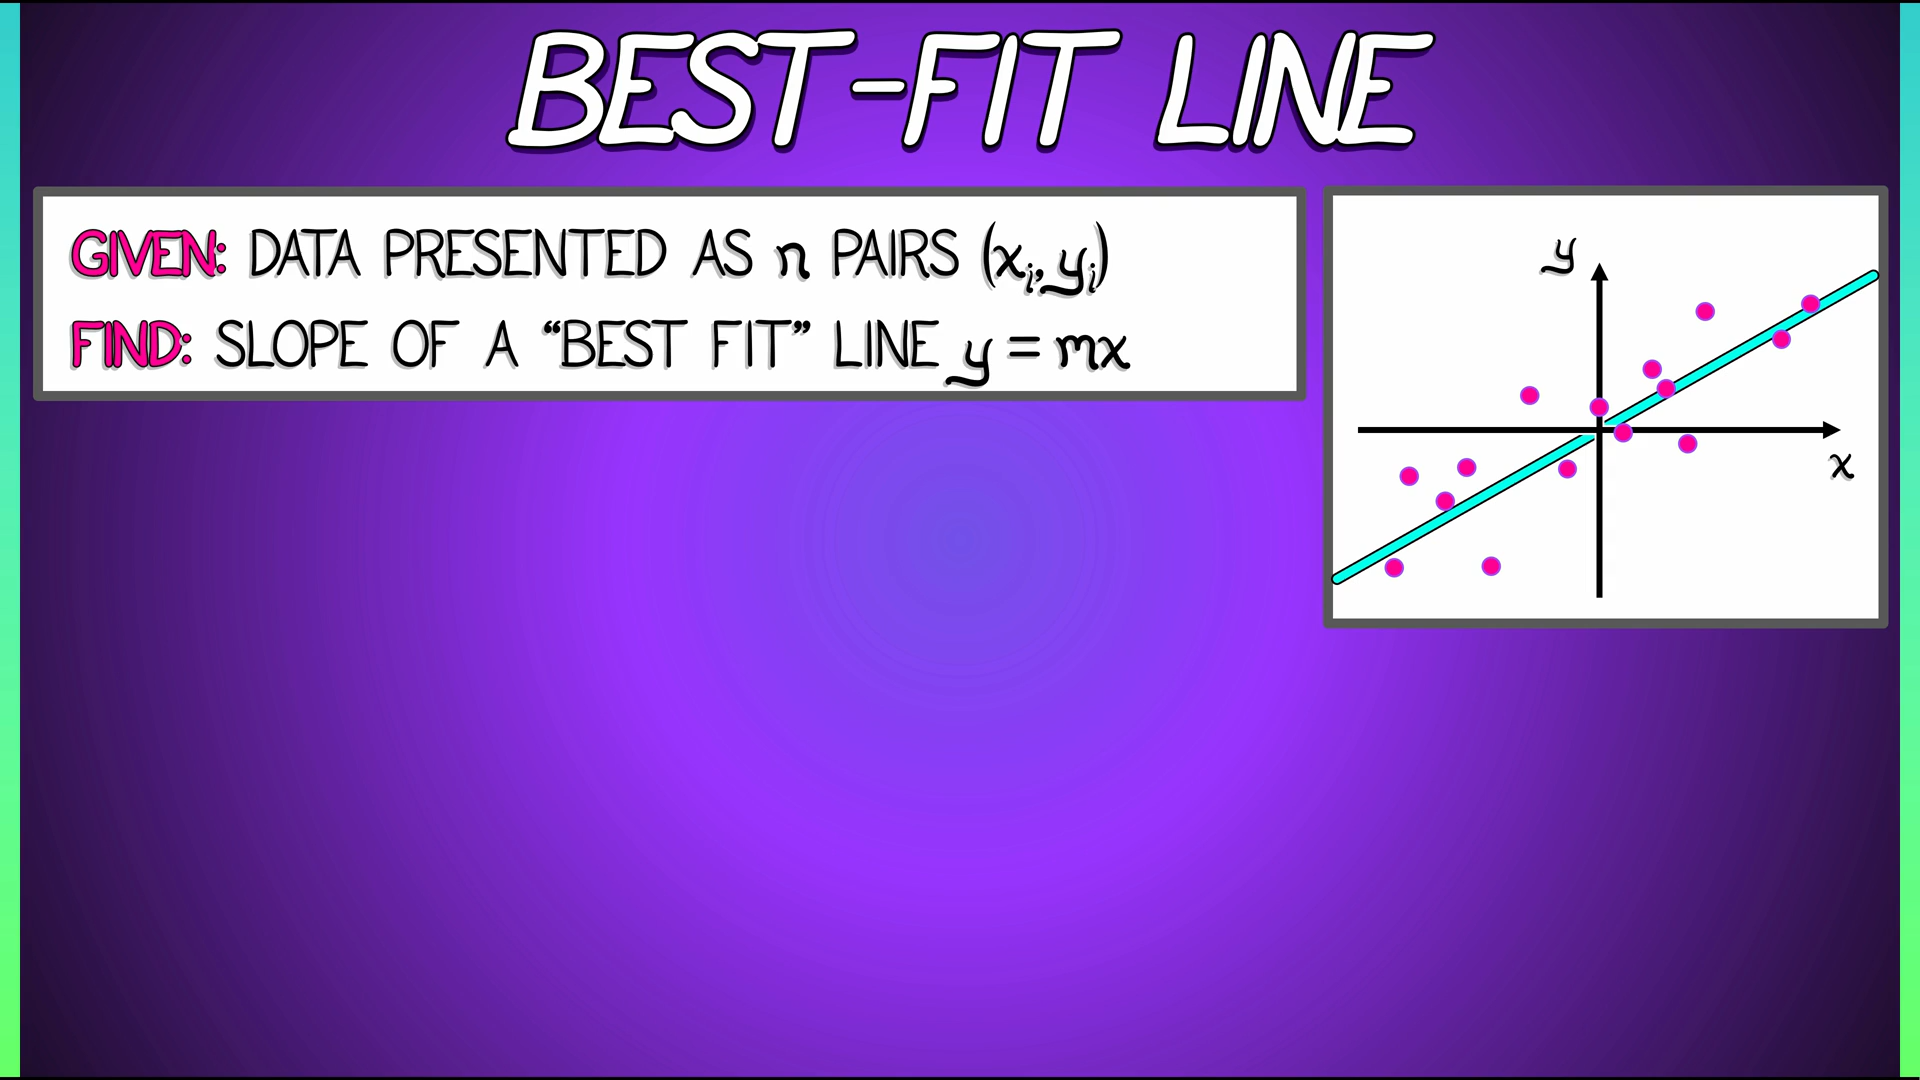 BEST-FIT LINE
GIVEN: DATA PRESENTED AS n PAIRS (xᵢ, yᵢ)
FIND: SLOPE OF A “BEST FIT” LINE y = mx
y
x